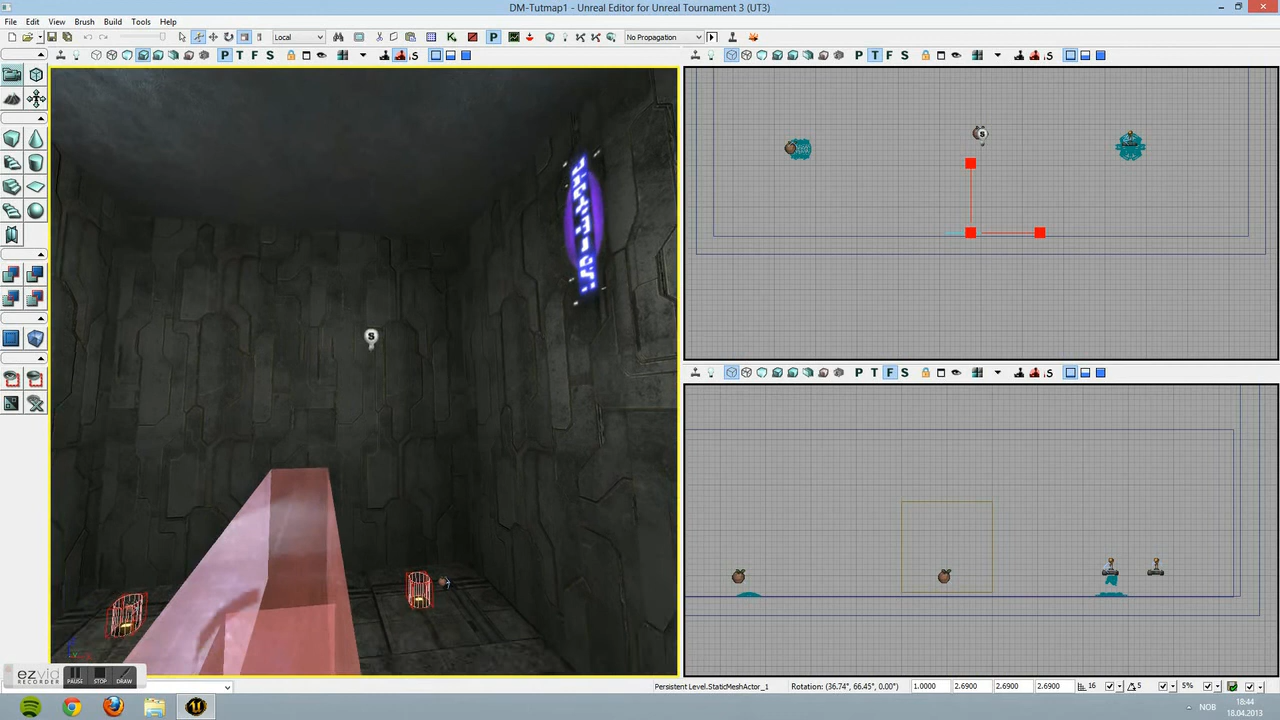 DM-Tutmap1 - Unreal Editor for Unreal Tournament 3 (UT3)
File Edit View Brush Build Tools Help
Local
K
P
No Propagation
P T F S
S
P T F S
S
P T F S
S
S
S
ezvid
RECORDER
PAUSE STOP DRAW
Persistent Level.StaticMeshActor_1 Rotation: (36.74°, 66.45°, 0.00°) 1.0000 2.6900 2.6900 2.6900 16 5 5%
NOB
18:44
18.04.2013